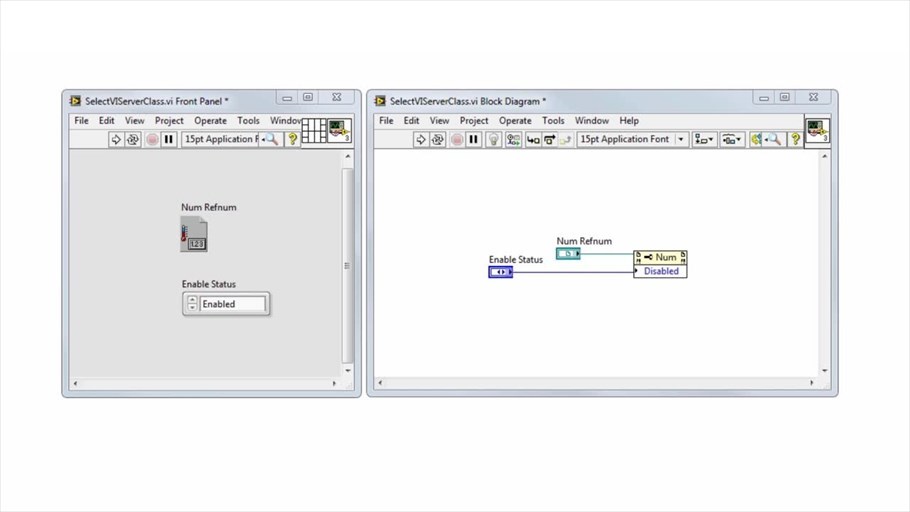 SelectVIServerClass.vi Front Panel *
File Edit View Project Operate Tools Window
15pt Application F
Num Refnum
1.23
Enable Status
Enabled
SelectVIServerClass.vi Block Diagram *
File Edit View Project Operate Tools Window Help
15pt Application Font
Num Refnum
Enable Status
Num
Disabled